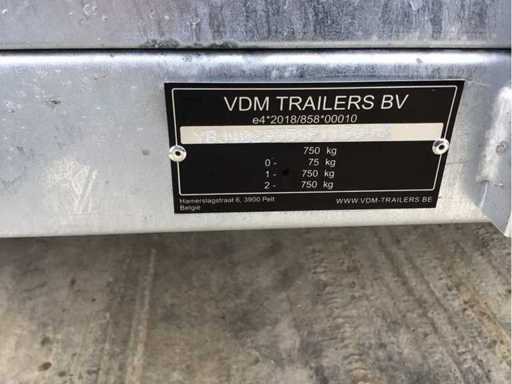 VDM TRAILERS BV
e4*2018/858*00010
750 kg
0 - 75 kg
1 - 750 kg
2 - 750 kg
Hamerslagstraat 6, 3900 Pelt
België
WWW.VDM-TRAILERS.BE